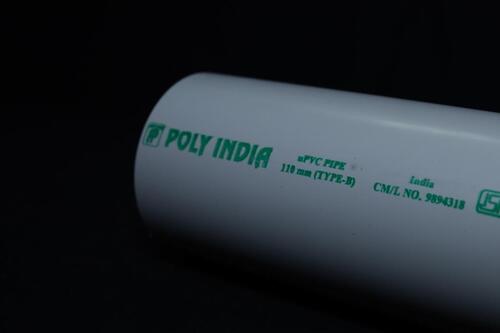 POLY INDIA
uPVC PIPE
110 mm (TYPE-B)
india
CM/L NO. 9894318